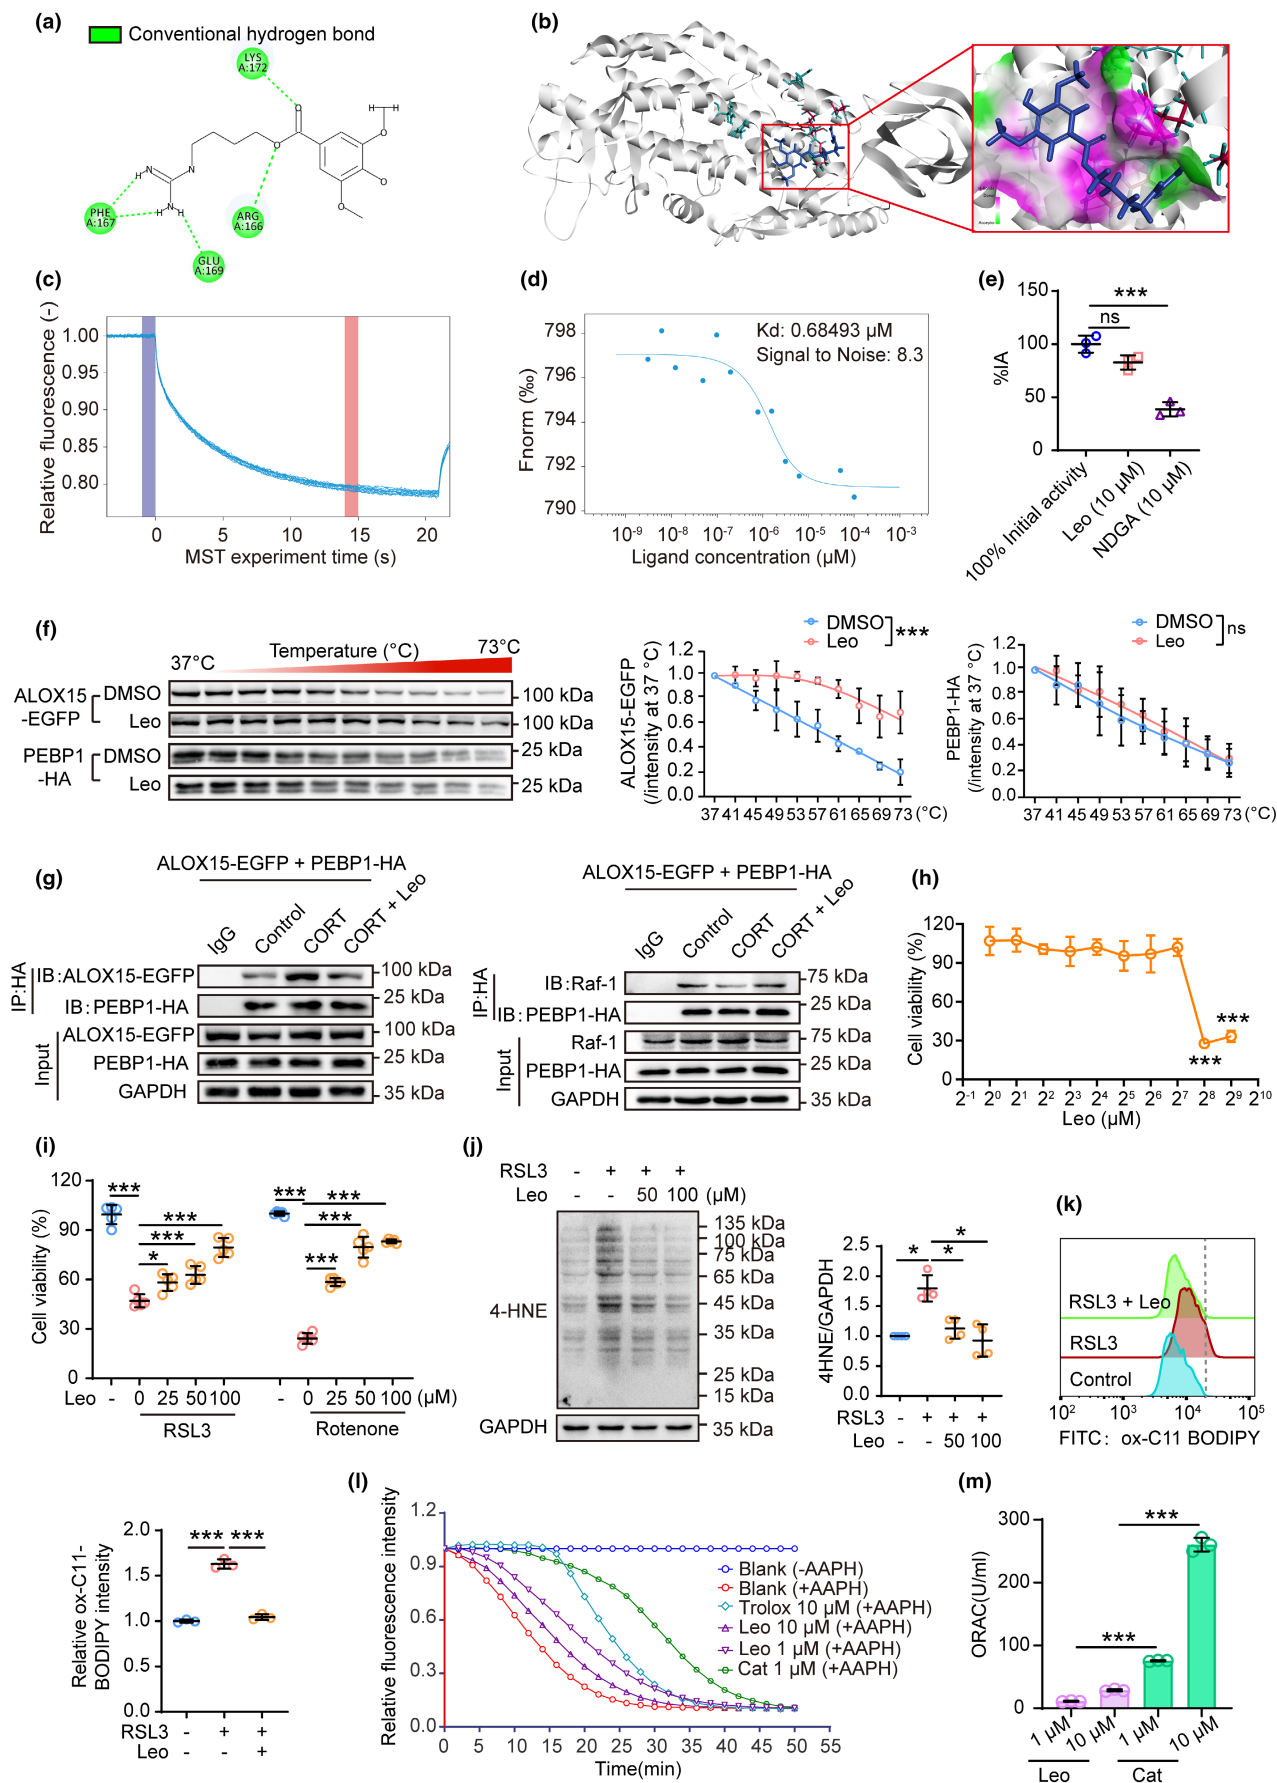 (a)
Conventional hydrogen bond
LYS
A:172
PHE
A:167
ARG
A:166
GLU
A:169
H H
O
O
O
O
O
N
N
H
H N H
(b)
(c)
Relative fluorescence (-)
1.00
0.95
0.90
0.85
0.80
0 5 10 15 20
MST experiment time (s)
(d)
Fnorm (‰)
798
796
794
792
790
Kd: 0.68493 µM
Signal to Noise: 8.3
10⁻⁹ 10⁻⁸ 10⁻⁷ 10⁻⁶ 10⁻⁵ 10⁻⁴ 10⁻³
Ligand concentration (µM)
(e)
%IA
150
100
50
0
***
ns
100% Initial activity
Leo (10 µM)
NDGA (10 µM)
(f)
Temperature (°C)
37°C
73°C
ALOX15
-EGFP
DMSO
100 kDa
Leo
100 kDa
PEBP1
-HA
DMSO
25 kDa
Leo
25 kDa
DMSO
Leo
***
ALOX15-EGFP
(/intensity at 37 °C)
1.2
1.0
0.8
0.6
0.4
0.2
0.0
37 41 45 49 53 57 61 65 69 73 (°C)
DMSO
Leo
ns
PEBP1-HA
(/intensity at 37 °C)
1.2
1.0
0.8
0.6
0.4
0.2
0.0
37 41 45 49 53 57 61 65 69 73 (°C)
(g)
ALOX15-EGFP + PEBP1-HA
IgG
Control
CORT
CORT + Leo
IP:HA
IB:ALOX15-EGFP
100 kDa
IB:PEBP1-HA
25 kDa
Input
ALOX15-EGFP
100 kDa
PEBP1-HA
25 kDa
GAPDH
35 kDa
ALOX15-EGFP + PEBP1-HA
IgG
Control
CORT
CORT + Leo
IP:HA
IB:Raf-1
75 kDa
IB:PEBP1-HA
25 kDa
Input
Raf-1
75 kDa
PEBP1-HA
25 kDa
GAPDH
35 kDa
(h)
Cell viability (%)
120
90
60
30
0
***
***
2⁻¹ 2⁰ 2¹ 2² 2³ 2⁴ 2⁵ 2⁶ 2⁷ 2⁸ 2⁹ 2¹⁰
Leo (µM)
(i)
Cell viability (%)
120
90
60
30
0
***
***
***
*
***
***
***
***
Leo - 0 25 50 100 - 0 25 50 100 (µM)
RSL3
Rotenone
(j)
RSL3 - + + +
Leo - - 50 100 (µM)
4-HNE
135 kDa
100 kDa
75 kDa
65 kDa
45 kDa
35 kDa
25 kDa
15 kDa
GAPDH
35 kDa
4HNE/GAPDH
2.5
2.0
1.5
1.0
0.5
0.0
*
*
*
RSL3 - + + +
Leo - - 50 100
(k)
RSL3 + Leo
RSL3
Control
10² 10³ 10⁴ 10⁵
FITC: ox-C11 BODIPY
Relative ox-C11-
BODIPY intensity
2.0
1.5
1.0
0.5
0.0
*** ***
RSL3 - + +
Leo - - +
(l)
Relative fluorescence intensity
1.2
0.9
0.6
0.3
0.0
Blank (-AAPH)
Blank (+AAPH)
Trolox 10 µM (+AAPH)
Leo 10 µM (+AAPH)
Leo 1 µM (+AAPH)
Cat 1 µM (+AAPH)
0 5 10 15 20 25 30 35 40 45 50 55
Time(min)
(m)
ORAC(U/ml)
300
200
100
0
***
***
1 µM
10 µM
1 µM
10 µM
Leo
Cat